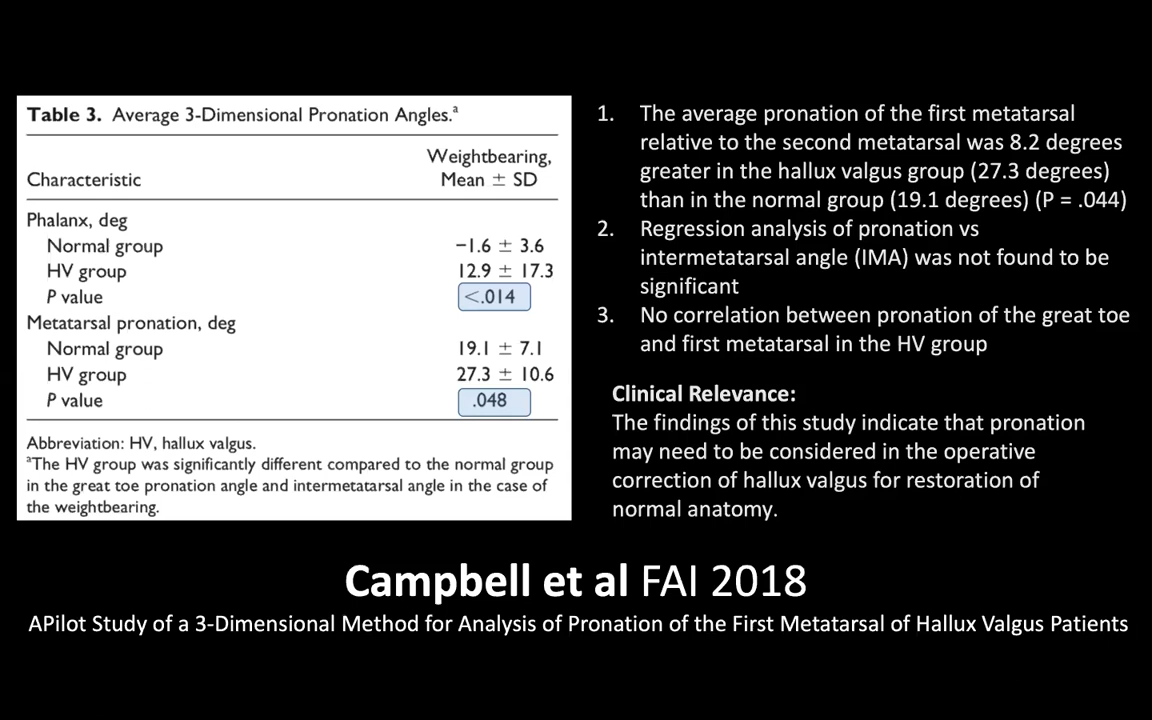 Table 3. Average 3-Dimensional Pronation Angles.a
Weightbearing,
Characteristic Mean ± SD
Phalanx, deg
Normal group −1.6 ± 3.6
HV group 12.9 ± 17.3
P value <.014
Metatarsal pronation, deg
Normal group 19.1 ± 7.1
HV group 27.3 ± 10.6
P value .048
Abbreviation: HV, hallux valgus.
aThe HV group was significantly different compared to the normal group
in the great toe pronation angle and intermetatarsal angle in the case of
the weightbearing.
1. The average pronation of the first metatarsal
relative to the second metatarsal was 8.2 degrees
greater in the hallux valgus group (27.3 degrees)
than in the normal group (19.1 degrees) (P = .044)
2. Regression analysis of pronation vs
intermetatarsal angle (IMA) was not found to be
significant
3. No correlation between pronation of the great toe
and first metatarsal in the HV group
Clinical Relevance:
The findings of this study indicate that pronation
may need to be considered in the operative
correction of hallux valgus for restoration of
normal anatomy.
Campbell et al FAI 2018
APilot Study of a 3-Dimensional Method for Analysis of Pronation of the First Metatarsal of Hallux Valgus Patients